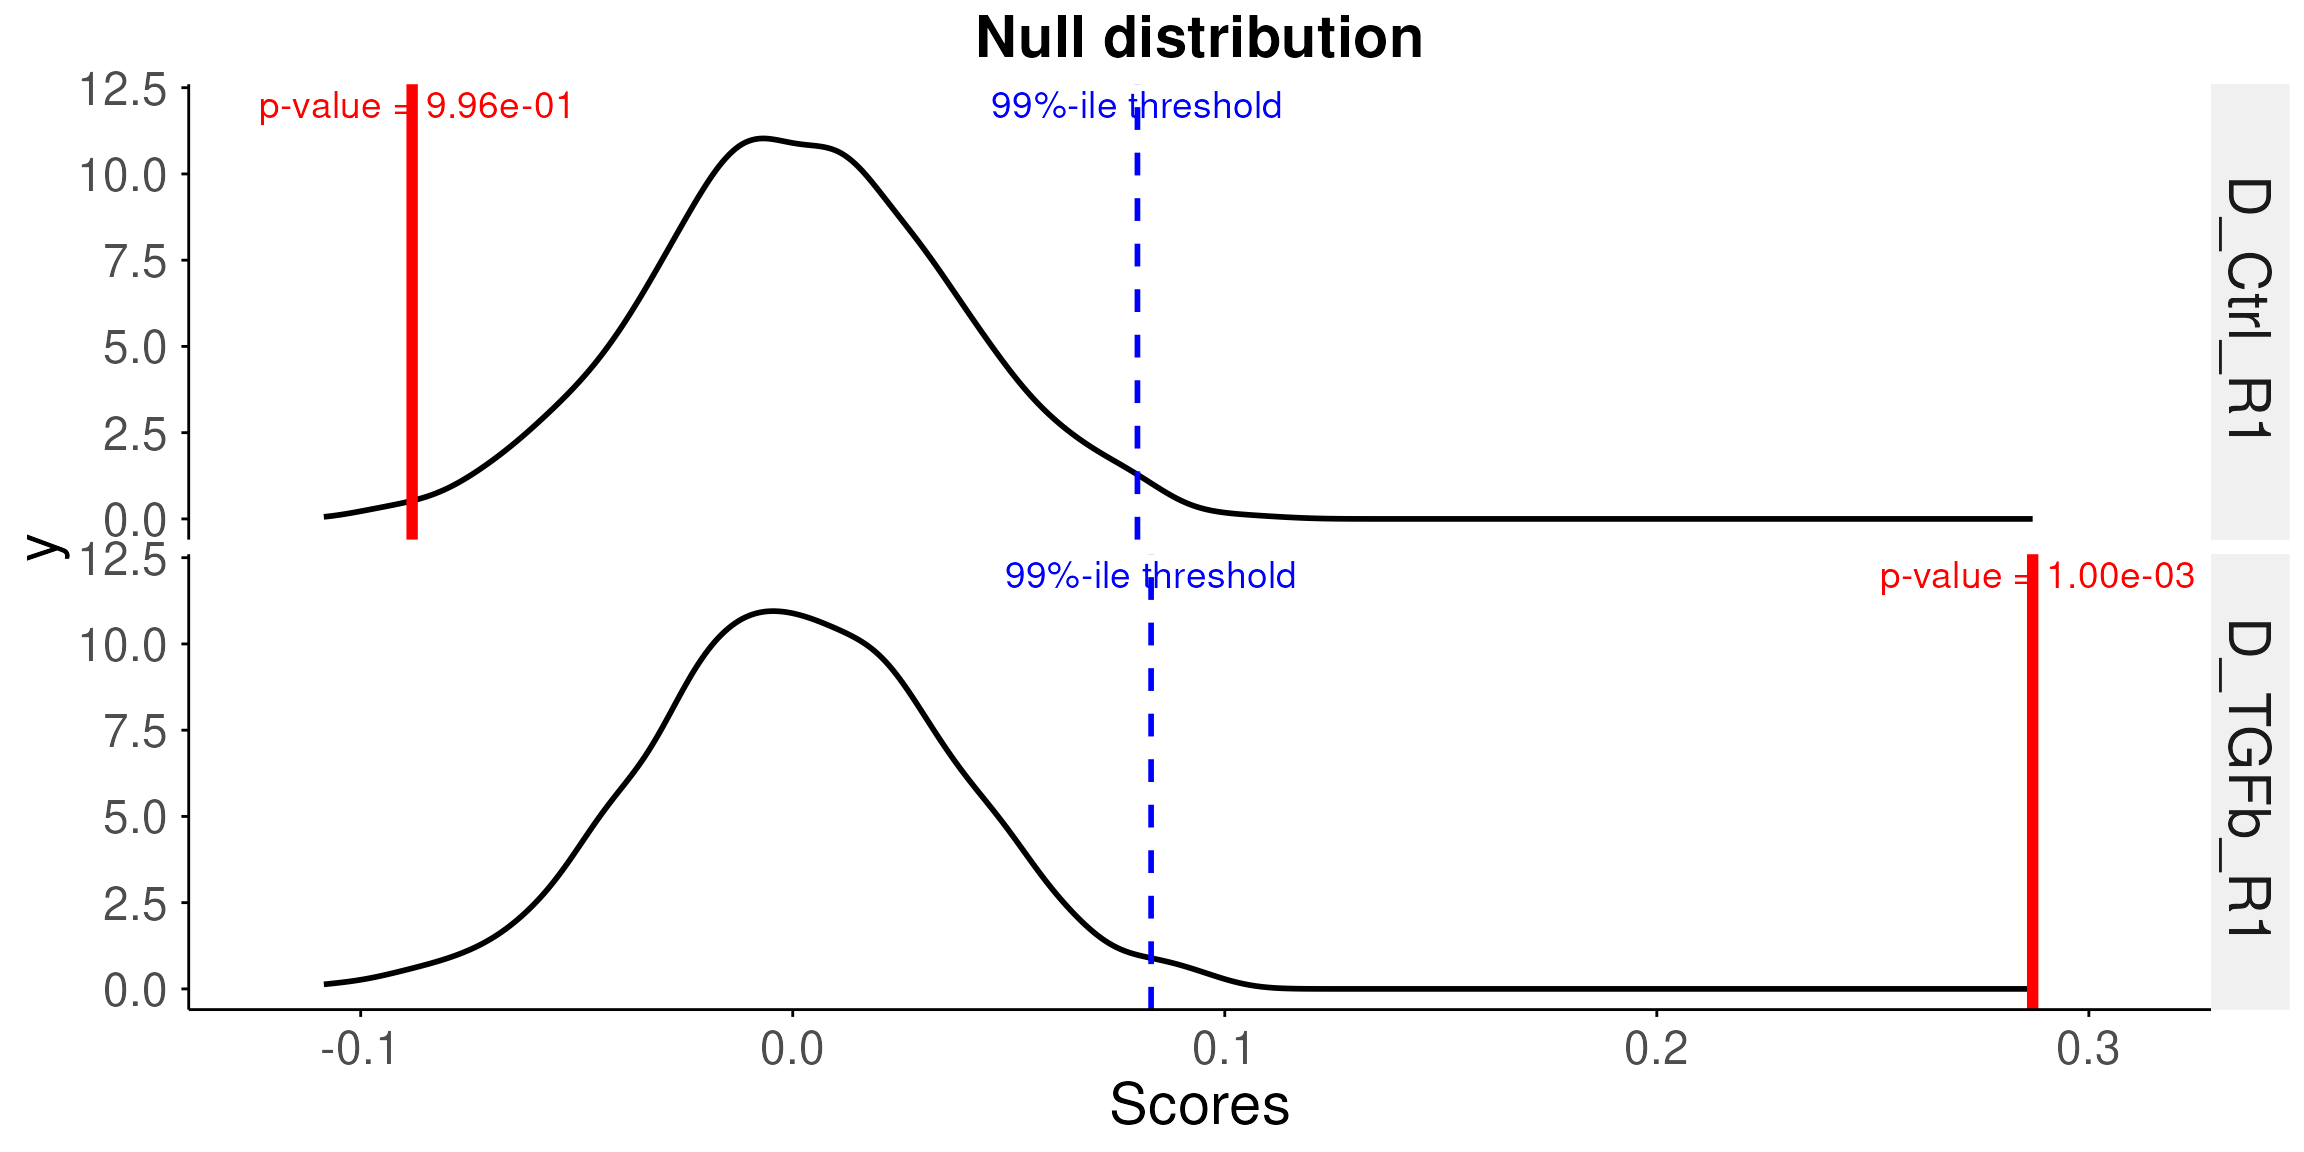 Null distribution
12.5
10.0
7.5
5.0
2.5
0.0
p-value = 9.96e-01
99%-ile threshold
D_Ctrl_R1
y
12.5
10.0
7.5
5.0
2.5
0.0
99%-ile threshold
p-value = 1.00e-03
D_TGFb_R1
-0.1
0.0
0.1
0.2
0.3
Scores